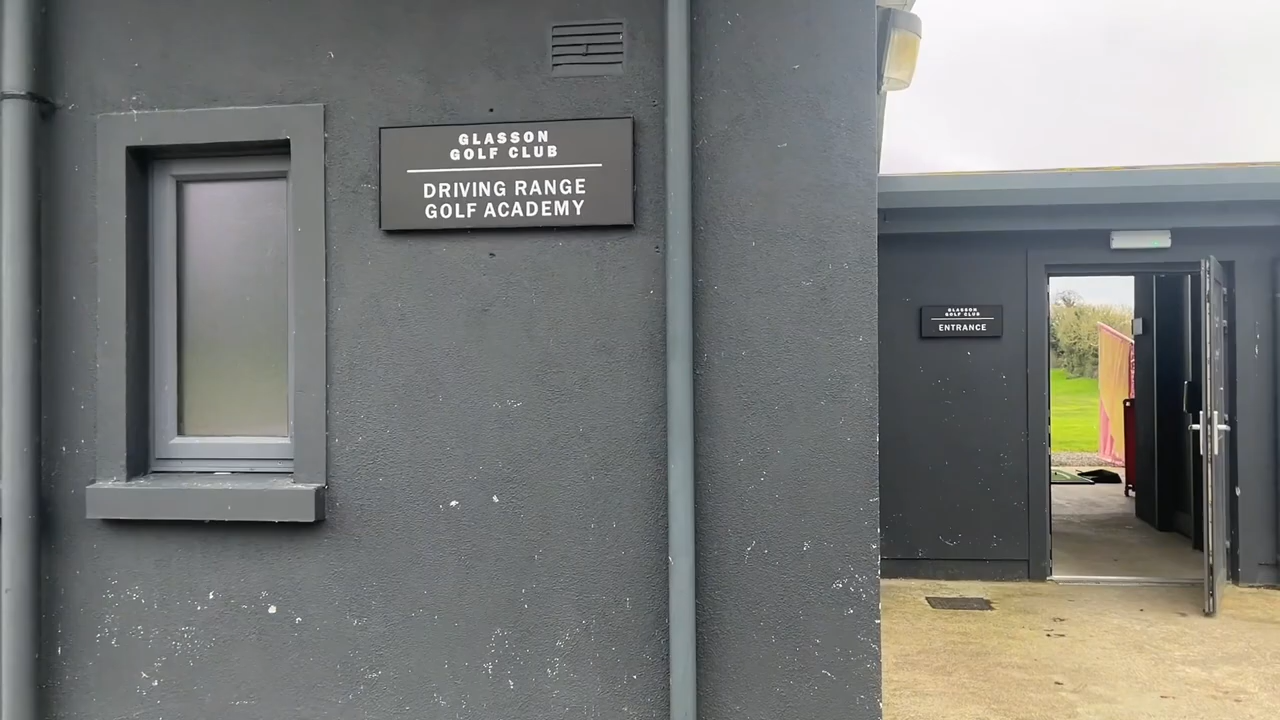 GLASSON
GOLF CLUB
DRIVING RANGE
GOLF ACADEMY
GLASSON
GOLF CLUB
ENTRANCE